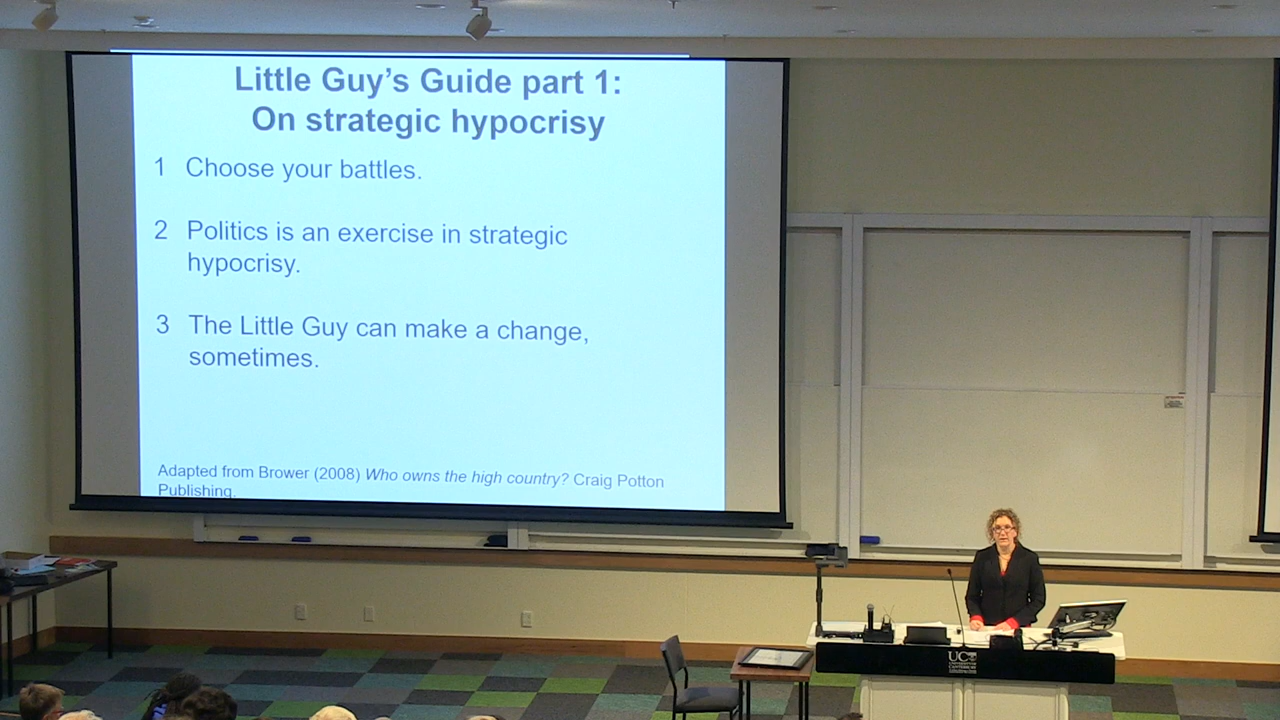 Little Guy's Guide part 1:
On strategic hypocrisy
1 Choose your battles.
2 Politics is an exercise in strategic
hypocrisy.
3 The Little Guy can make a change,
sometimes.
Adapted from Brower (2008) Who owns the high country? Craig Potton
Publishing.
UC